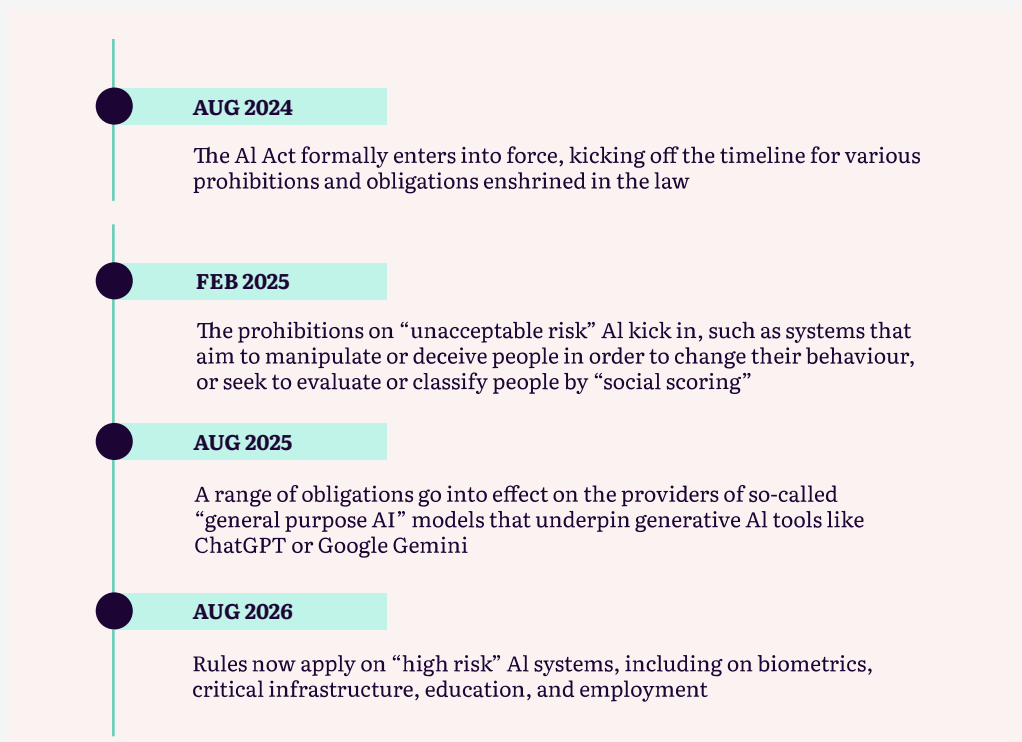 AUG 2024
The Al Act formally enters into force, kicking off the timeline for various
prohibitions and obligations enshrined in the law
FEB 2025
The prohibitions on “unacceptable risk” Al kick in, such as systems that
aim to manipulate or deceive people in order to change their behaviour,
or seek to evaluate or classify people by “social scoring”
AUG 2025
A range of obligations go into effect on the providers of so-called
“general purpose AI” models that underpin generative Al tools like
ChatGPT or Google Gemini
AUG 2026
Rules now apply on “high risk” Al systems, including on biometrics,
critical infrastructure, education, and employment